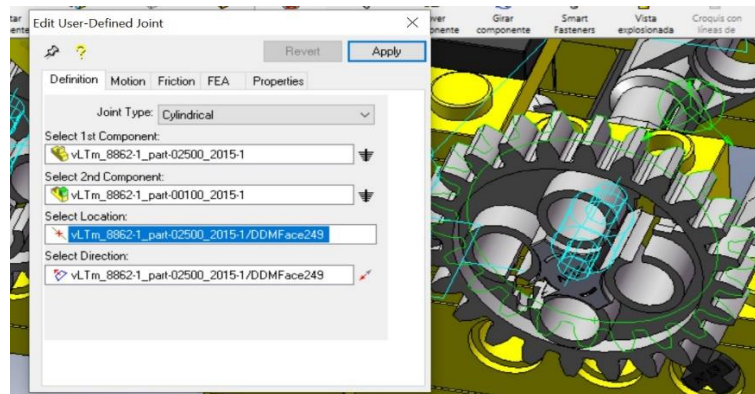 Edit User-Defined Joint
Girar Smart Vista Croquis con
componente Fasteners explosionada líneas de
Revert Apply
Definition Motion Friction FEA Properties
Joint Type: Cylindrical
Select 1st Component:
vLTm_8862-1_part-02500_2015-1
Select 2nd Component:
vLTm_8862-1_part-00100_2015-1
Select Location:
vLTm_8862-1_part-02500_2015-1/DDMFace249
Select Direction:
vLTm_8862-1_part-02500_2015-1/DDMFace249